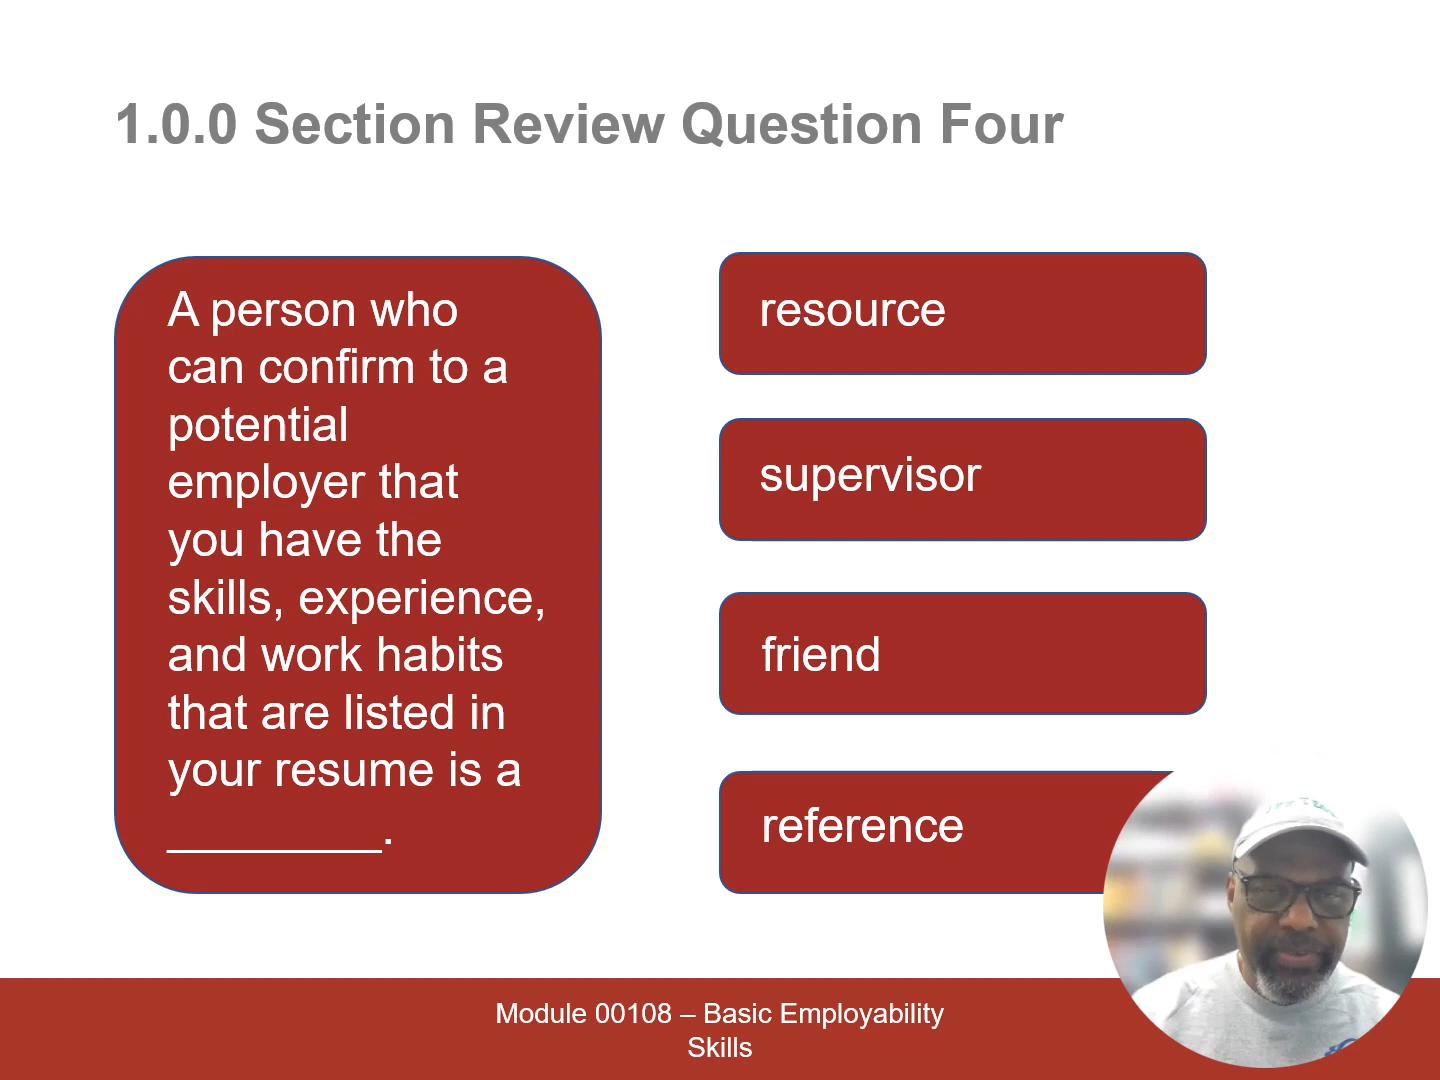 1.0.0 Section Review Question Four
A person who
can confirm to a
potential
employer that
you have the
skills, experience,
and work habits
that are listed in
your resume is a
________.
resource
supervisor
friend
reference
Module 00108 – Basic Employability
Skills